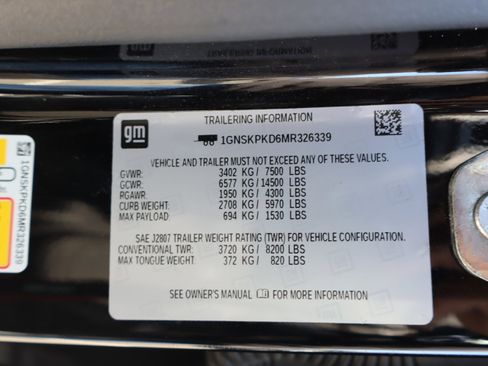 gm
TRAILERING INFORMATION
1GNSKPKD6MR326339
VEHICLE AND TRAILER MUST NOT EXCEED ANY OF THESE VALUES.
GVWR: 3402 KG / 7500 LBS
GCWR: 6577 KG / 14500 LBS
RGAWR: 1950 KG / 4300 LBS
CURB WEIGHT: 2708 KG / 5970 LBS
MAX PAYLOAD: 694 KG / 1530 LBS
SAE J2807 TRAILER WEIGHT RATING (TWR) FOR VEHICLE CONFIGURATION.
CONVENTIONAL TWR: 3720 KG / 8200 LBS
MAX TONGUE WEIGHT: 372 KG / 820 LBS
SEE OWNER'S MANUAL FOR MORE INFORMATION
1GNSKPKD6MR326339